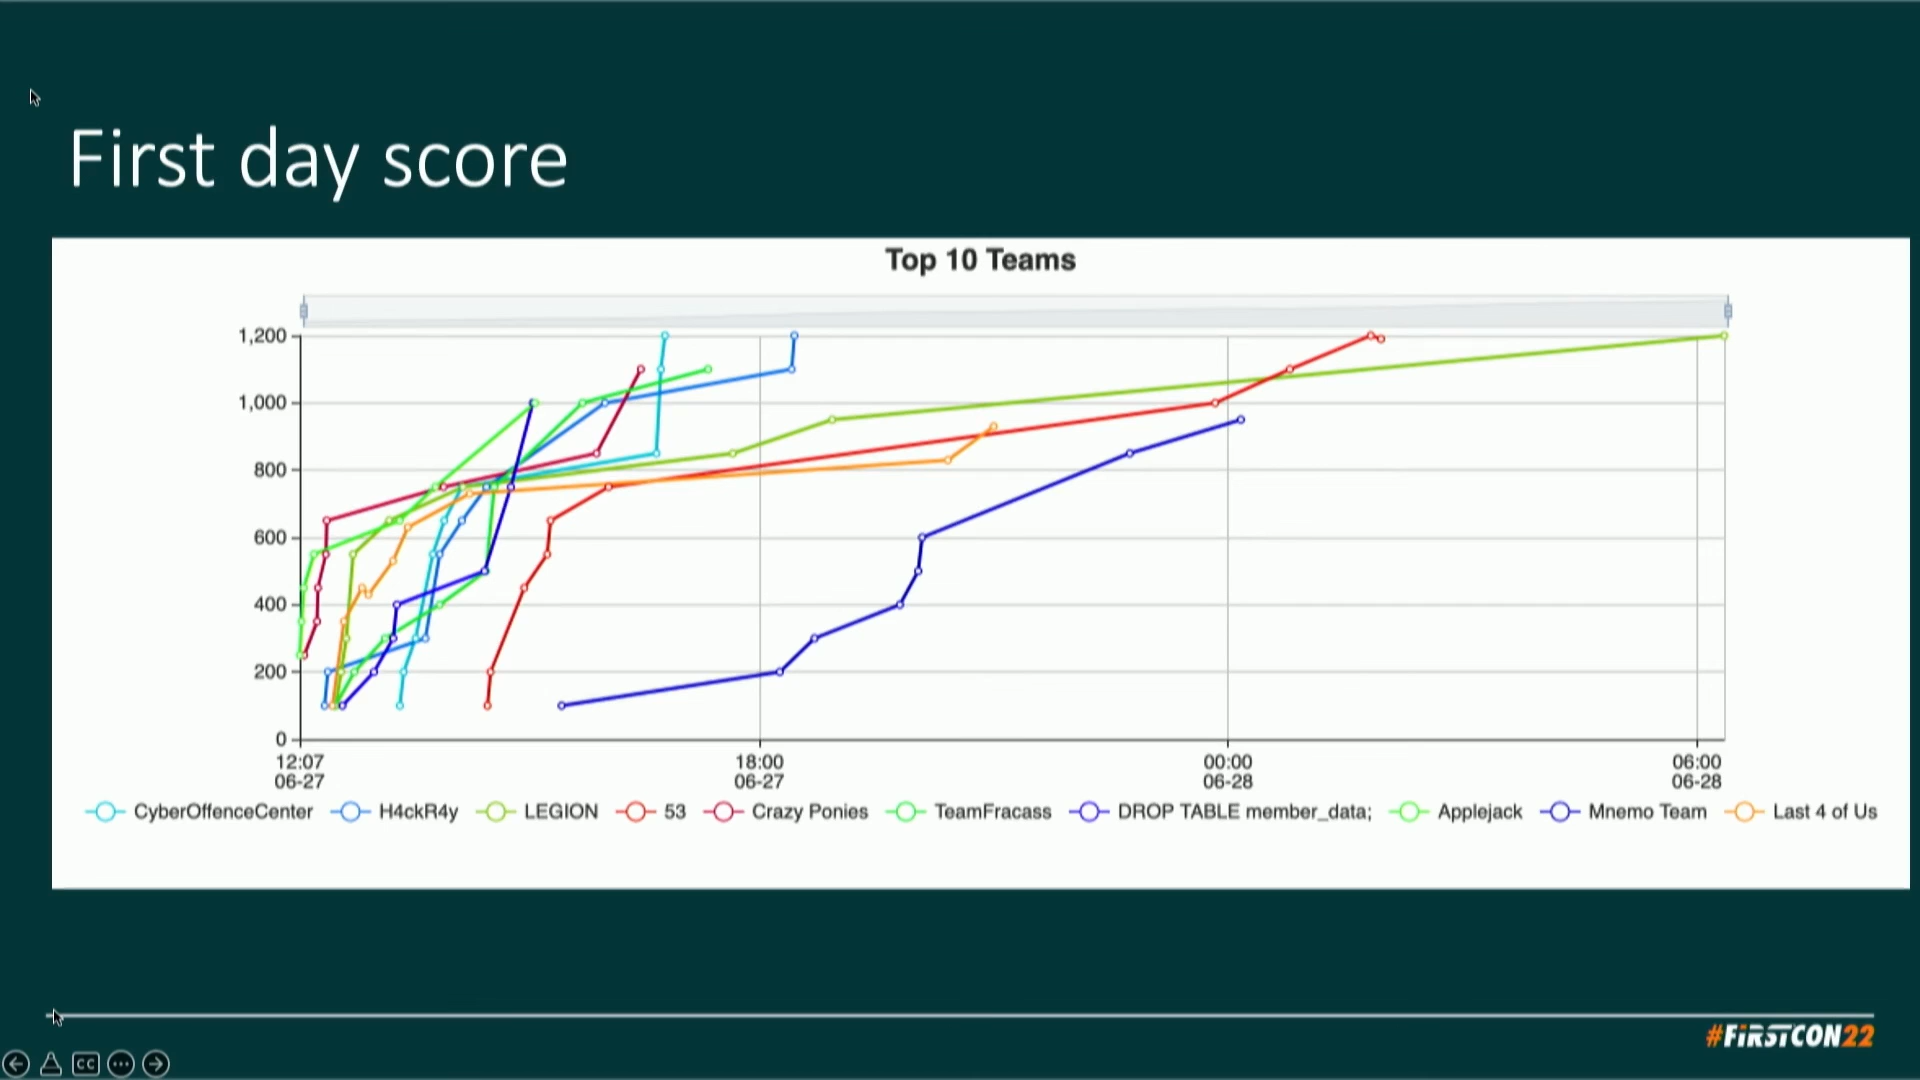 First day score
Top 10 Teams
1,200
1,000
800
600
400
200
0
12:07 18:00 00:00 06:00
06-27 06-27 06-28 06-28
CyberOffenceCenter H4ckR4y LEGION 53 Crazy Ponies TeamFracass DROP TABLE member_data; Applejack Mnemo Team Last 4 of Us
#FIRSTCON22
CC